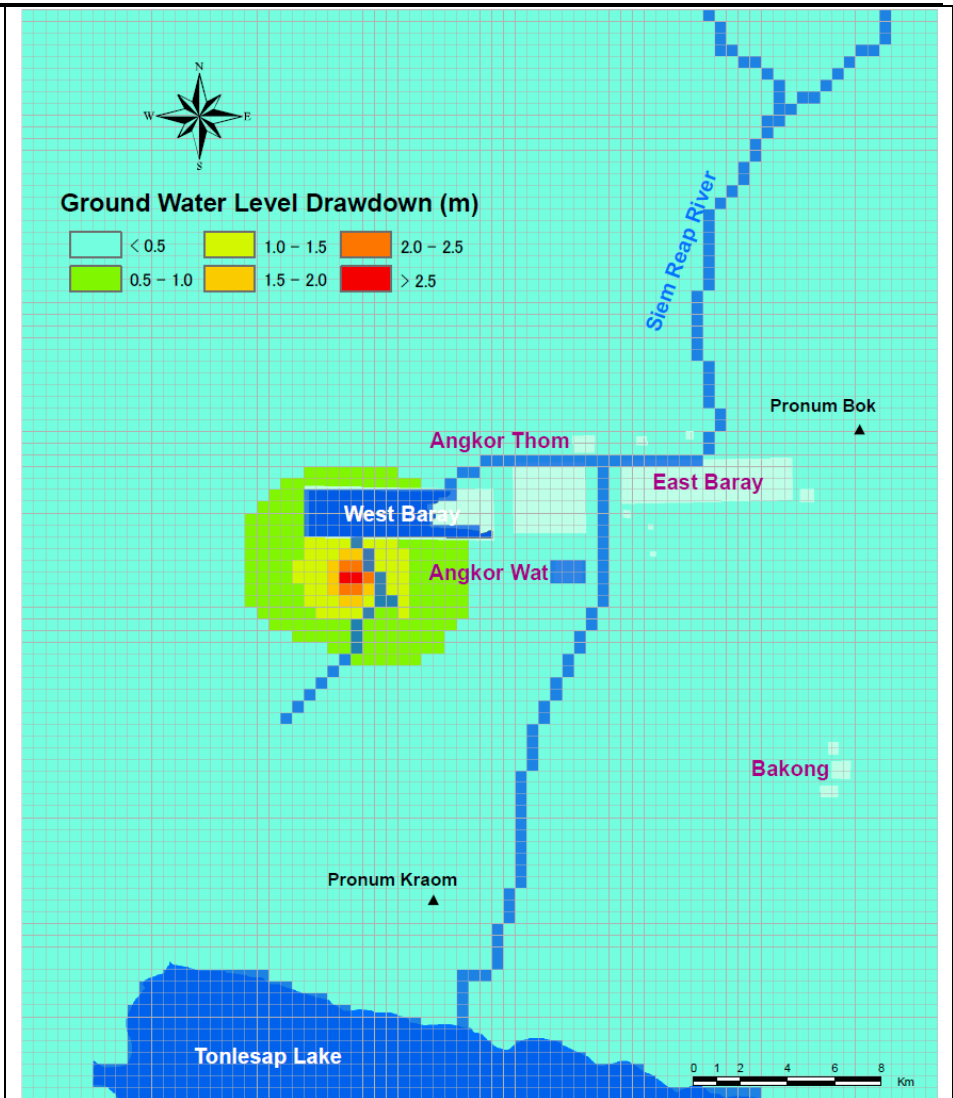 N
W E
S
Ground Water Level Drawdown (m)
< 0.5
1.0 – 1.5
2.0 – 2.5
0.5 – 1.0
1.5 – 2.0
> 2.5
Siem Reap River
Pronum Bok
Angkor Thom
East Baray
West Baray
Angkor Wat
Bakong
Pronum Kraom
Tonlesap Lake
0 1 2 4 6 8
Km